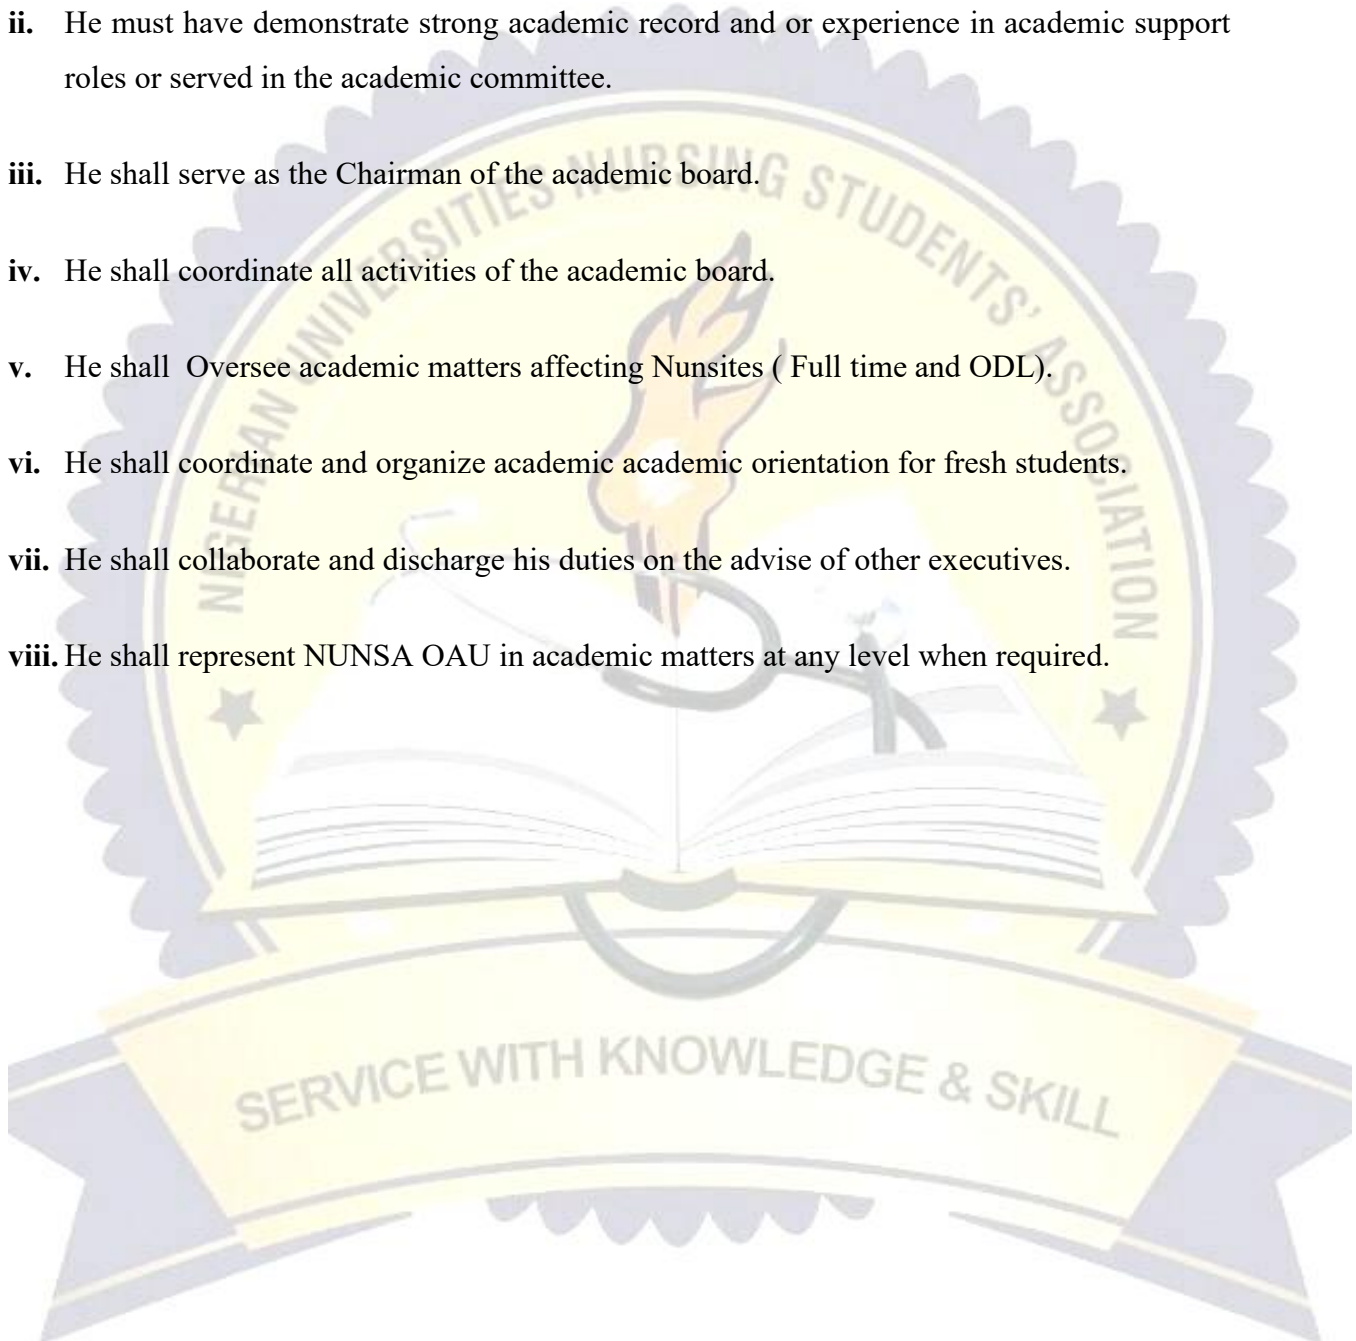 ii. He must have demonstrate strong academic record and or experience in academic support
roles or served in the academic committee.
iii. He shall serve as the Chairman of the academic board.
iv. He shall coordinate all activities of the academic board.
v. He shall Oversee academic matters affecting Nunsites ( Full time and ODL).
vi. He shall coordinate and organize academic academic orientation for fresh students.
vii. He shall collaborate and discharge his duties on the advise of other executives.
viii. He shall represent NUNSA OAU in academic matters at any level when required.
NIGERIAN UNIVERSITIES NURSING STUDENTS' ASSOCIATION
SERVICE WITH KNOWLEDGE & SKILL